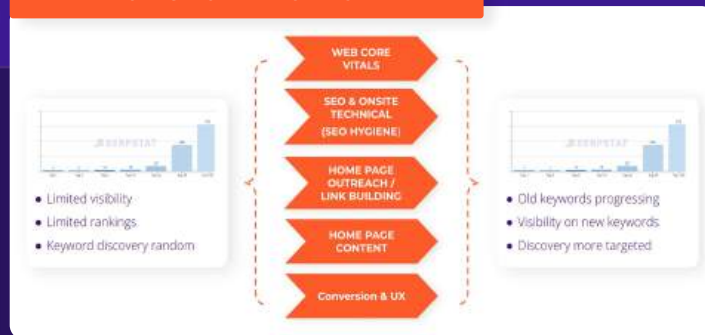 WEB CORE
VITALS
SEO & ONSITE
TECHNICAL
(SEO HYGIENE)
HOME PAGE
OUTREACH /
LINK BUILDING
HOME PAGE
CONTENT
Conversion & UX
SERPSTAT
• Limited visibility
• Limited rankings
• Keyword discovery random
SERPSTAT
• Old keywords progressing
• Visibility on new keywords
• Discovery more targeted